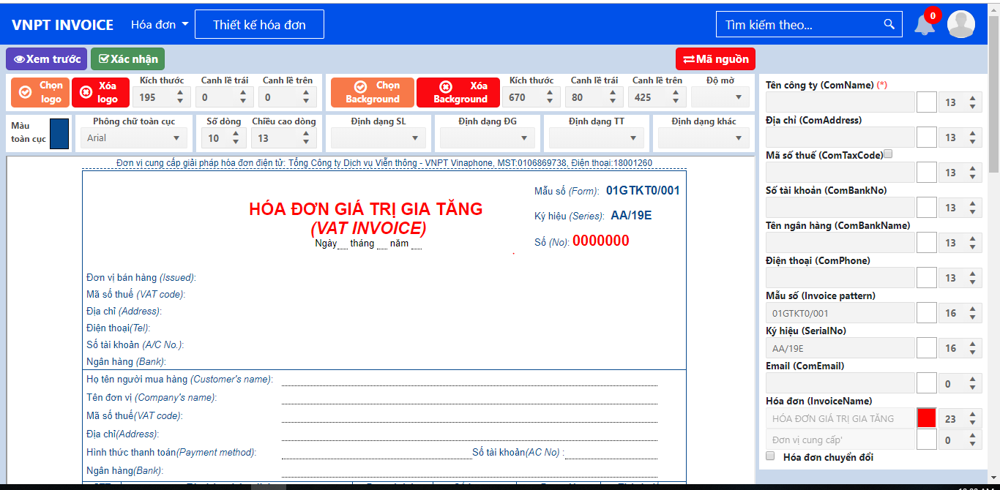 VNPT INVOICE Hóa đơn Thiết kế hóa đơn Tìm kiếm theo... 0
Xem trước Xác nhận Mã nguồn
Chọn logo Xóa logo Kích thước 195 Canh lề trái 0 Canh lề trên 0 Chọn Background Xóa Background Kích thước 670 Canh lề trái 80 Canh lề trên 425 Độ mờ
Màu toàn cục Phông chữ toàn cục Arial Số dòng 10 Chiều cao dòng 13 Định dạng SL Định dạng ĐG Định dạng TT Định dạng khác
Đơn vị cung cấp giải pháp hóa đơn điện tử: Tổng Công ty Dịch vụ Viễn thông - VNPT Vinaphone, MST:0106869738, Điện thoại:18001260
HÓA ĐƠN GIÁ TRỊ GIA TĂNG
(VAT INVOICE)
Ngày tháng năm
Mẫu số (Form): 01GTKT0/001
Ký hiệu (Series): AA/19E
Số (No): 0000000
Đơn vị bán hàng (Issued):
Mã số thuế (VAT code):
Địa chỉ (Address):
Điện thoại(Tel):
Số tài khoản (A/C No.):
Ngân hàng (Bank):
Họ tên người mua hàng (Customer's name):
Tên đơn vị (Company's name):
Mã số thuế(VAT code):
Địa chỉ(Address):
Hình thức thanh toán(Payment method): Số tài khoản(AC No) :
Ngân hàng(Bank):
Tên công ty (ComName) (*)
13
Địa chỉ (ComAddress)
13
Mã số thuế (ComTaxCode)
13
Số tài khoản (ComBankNo)
13
Tên ngân hàng (ComBankName)
13
Điện thoại (ComPhone)
13
Mẫu số (Invoice pattern)
01GTKT0/001 16
Ký hiệu (SerialNo)
AA/19E 16
Email (ComEmail)
0
Hóa đơn (InvoiceName)
HÓA ĐƠN GIÁ TRỊ GIA TĂNG 23
Đơn vị cung cấp' 0
Hóa đơn chuyển đổi